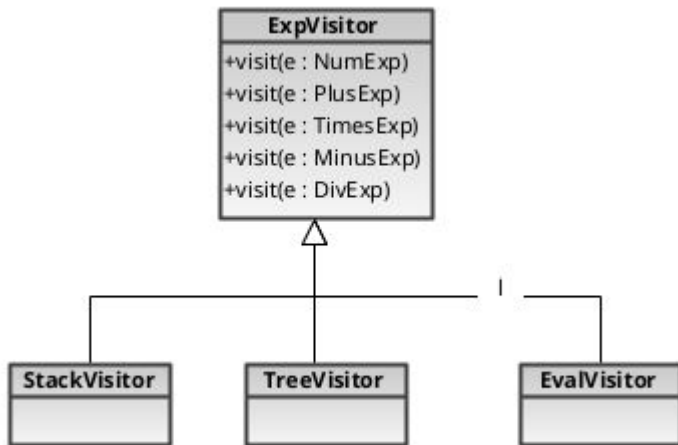 ExpVisitor
+visit(e : NumExp)
+visit(e : PlusExp)
+visit(e : TimesExp)
+visit(e : MinusExp)
+visit(e : DivExp)
StackVisitor
TreeVisitor
EvalVisitor